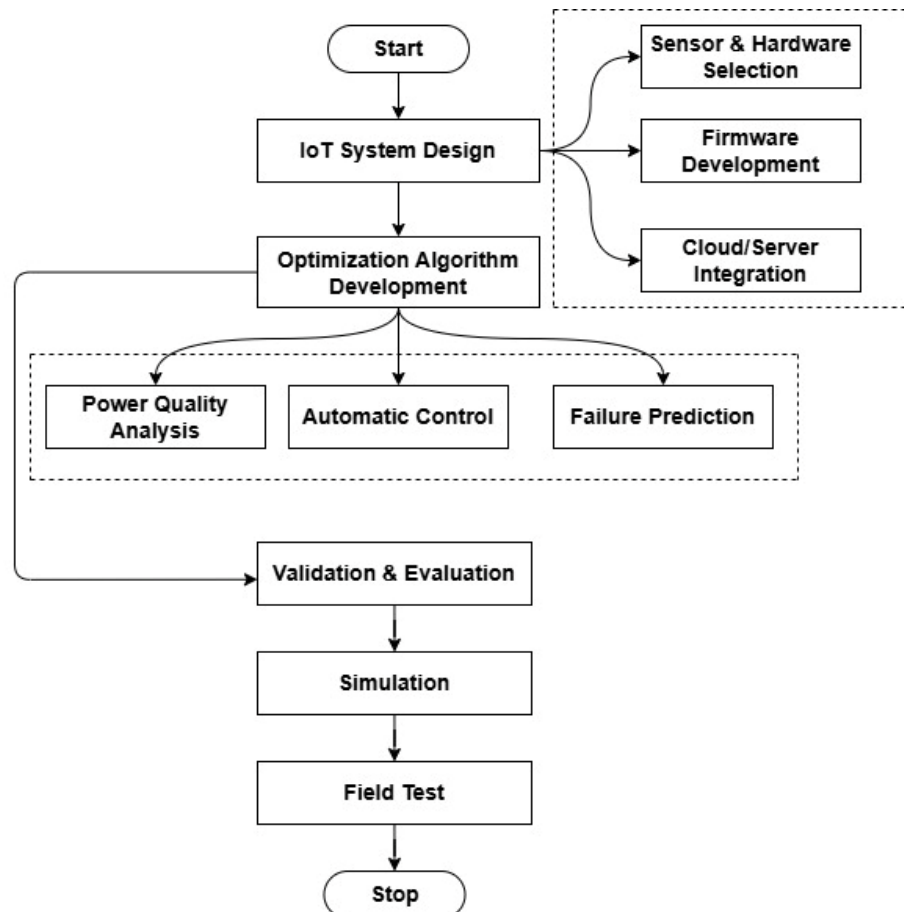 Start
Sensor & Hardware
Selection
IoT System Design
Firmware
Development
Cloud/Server
Integration
Optimization Algorithm
Development
Power Quality
Analysis
Automatic Control
Failure Prediction
Validation & Evaluation
Simulation
Field Test
Stop